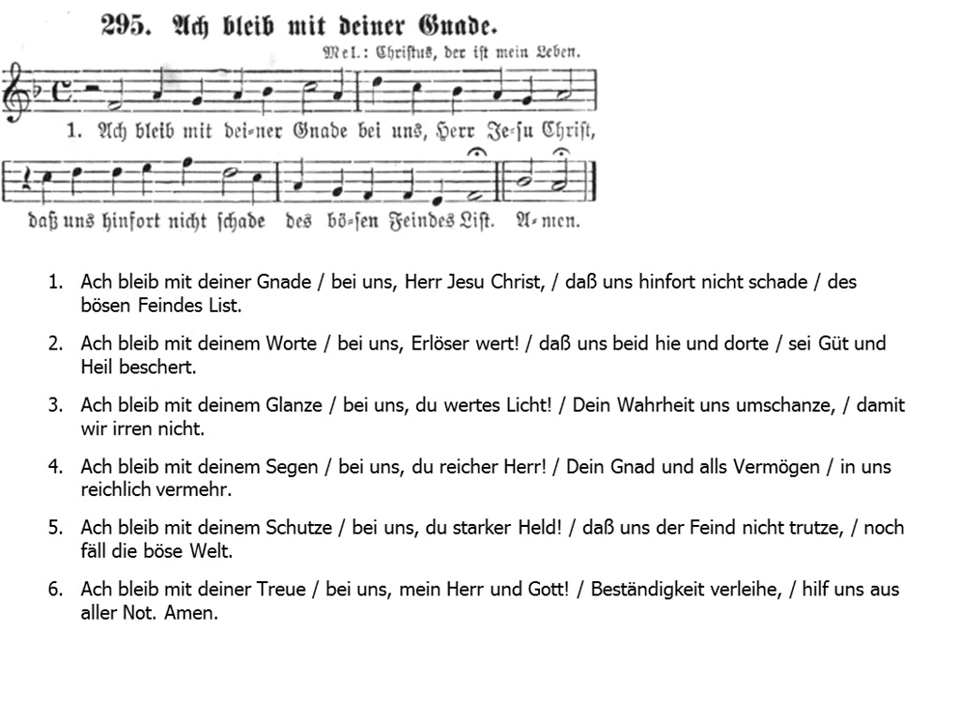 295. Ach bleib mit deiner Gnade.
Mel.: Christus, der ist mein Leben.
1. Ach bleib mit dei-ner Gnade bei uns, Herr Je-su Christ,
daß uns hinfort nicht schade des bö-sen Feindes List. A-men.
1. Ach bleib mit deiner Gnade / bei uns, Herr Jesu Christ, / daß uns hinfort nicht schade / des
bösen Feindes List.
2. Ach bleib mit deinem Worte / bei uns, Erlöser wert! / daß uns beid hie und dorte / sei Güt und
Heil beschert.
3. Ach bleib mit deinem Glanze / bei uns, du wertes Licht! / Dein Wahrheit uns umschanze, / damit
wir irren nicht.
4. Ach bleib mit deinem Segen / bei uns, du reicher Herr! / Dein Gnad und alls Vermögen / in uns
reichlich vermehr.
5. Ach bleib mit deinem Schutze / bei uns, du starker Held! / daß uns der Feind nicht trutze, / noch
fäll die böse Welt.
6. Ach bleib mit deiner Treue / bei uns, mein Herr und Gott! / Beständigkeit verleihe, / hilf uns aus
aller Not. Amen.